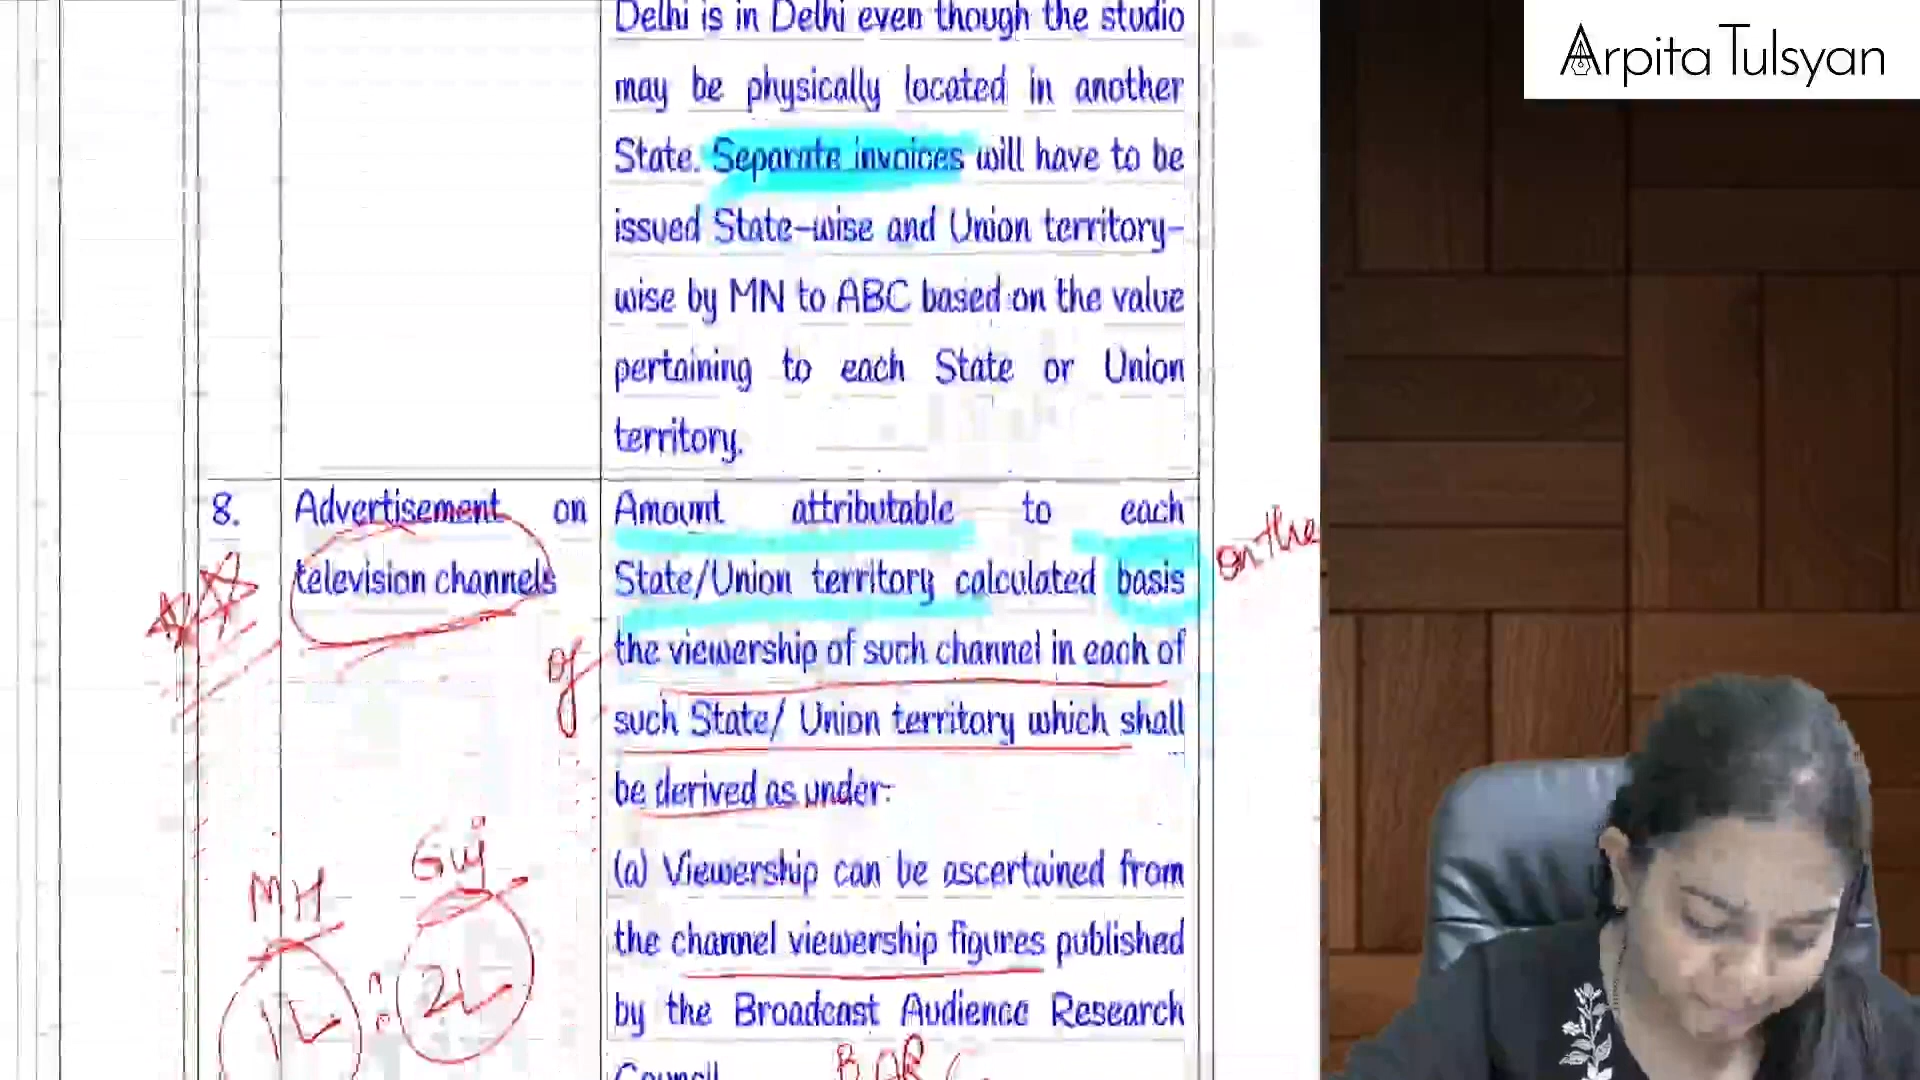 Arpita Tulsyan
Delhi is in Delhi even though the studio
may be physically located in another
State. Separate invoices will have to be
issued State-wise and Union territory-
wise by MN to ABC based on the value
pertaining to each State or Union
territory.
8. Advertisement on
television channels
Amount attributable to each
State/Union territory calculated basis
on the
the viewership of such channel in each of
of
such State/ Union territory which shall
be derived as under:
(a) Viewership can be ascertained from
the channel viewership figures published
by the Broadcast Audience Research
Council
BARC
MH : Guj
1L : 2L